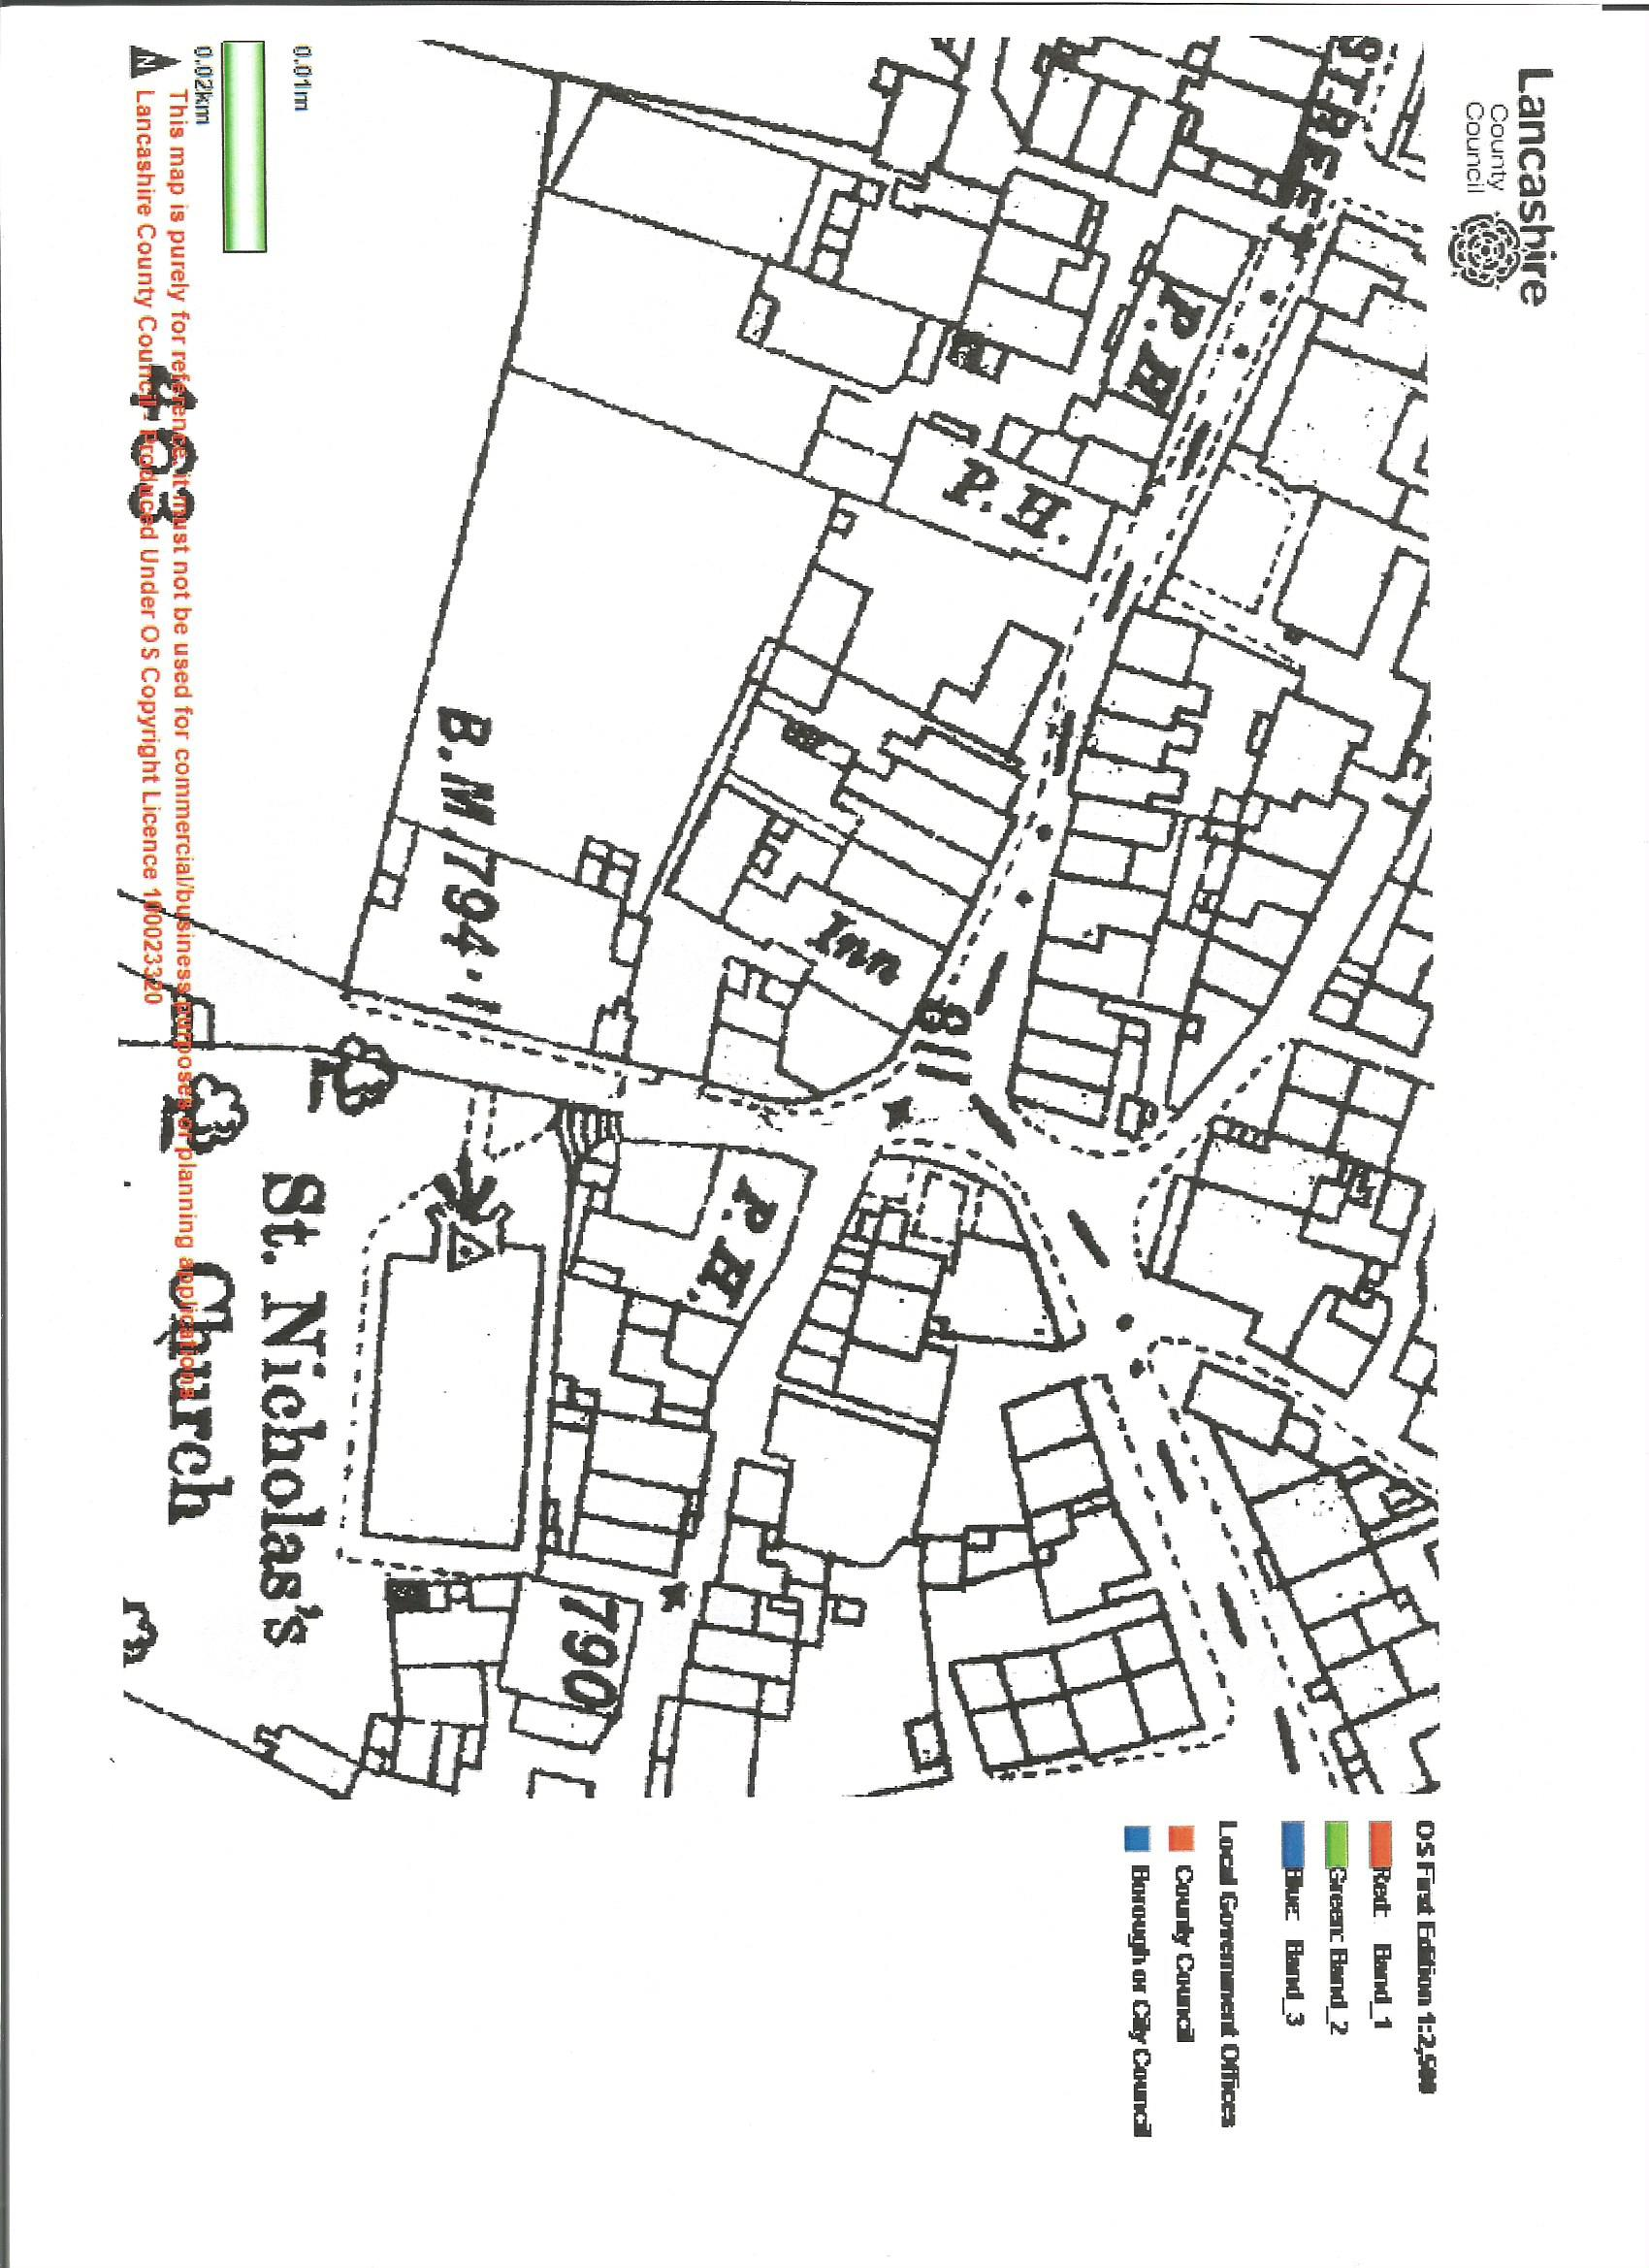 Lancashire
County
Council
STREET
P.H.
P.H.
Inn
811
B.M. 794·1
P.H.
790
St. Nicholas's
Church
463
0.01m
0.02km
N
This map is purely for reference. it must not be used for commercial/business purposes or planning applications
Lancashire County Council - Produced Under OS Copyright Licence 100023320
OS First Edition 1:2,500
Red: Band_1
Green: Band_2
Blue: Band_3
Local Government Offices
County Council
Borough or City Council